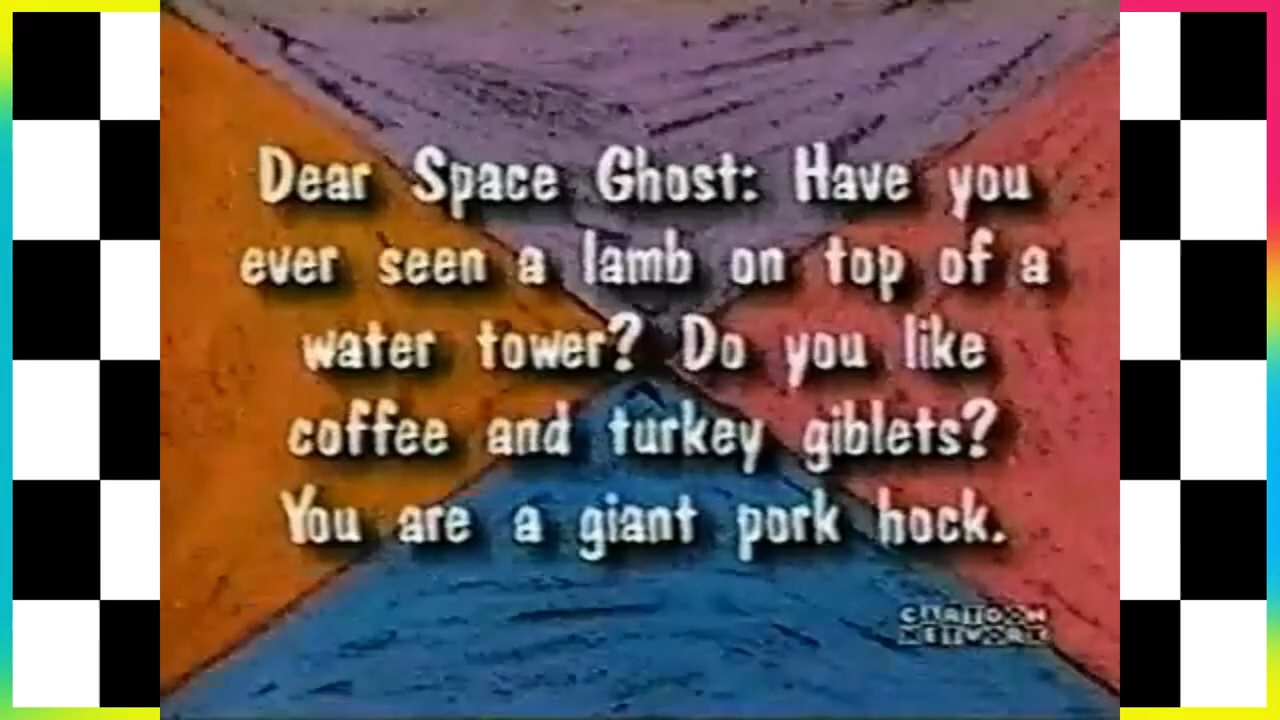 Dear Space Ghost: Have you
ever seen a lamb on top of a
water tower? Do you like
coffee and turkey giblets?
You are a giant pork hock.
CARTOON
NETWORK